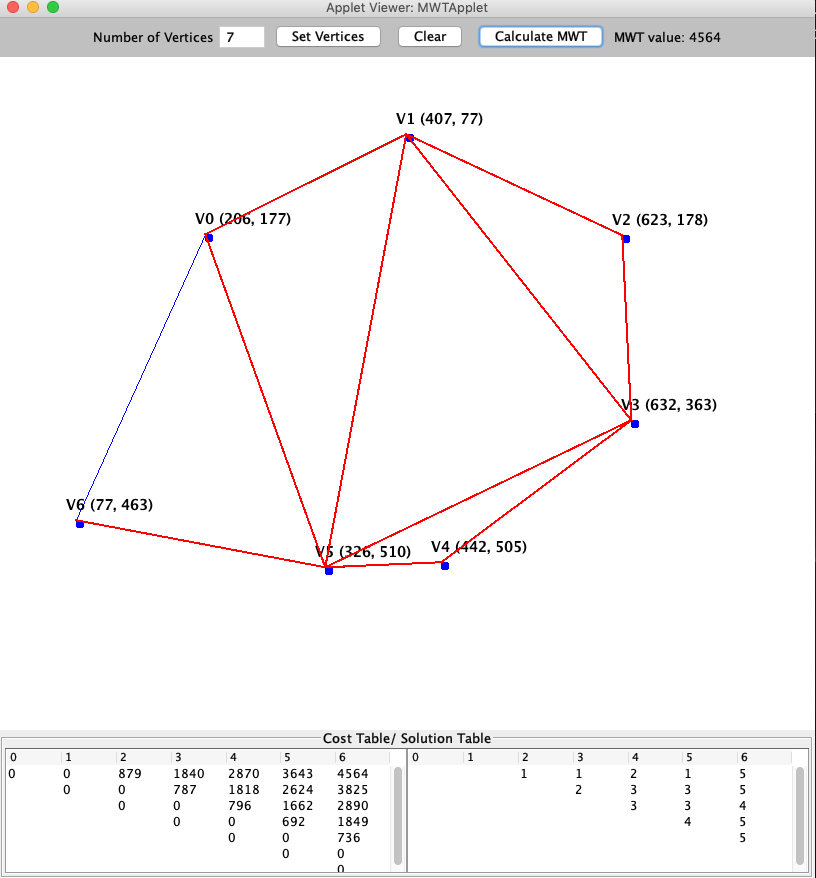 Applet Viewer: MWTApplet
Number of Vertices 7 Set Vertices Clear Calculate MWT MWT value: 4564
V1 (407, 77)
V0 (206, 177)
V2 (623, 178)
V3 (632, 363)
V6 (77, 463)
V5 (326, 510)
V4 (442, 505)
Cost Table/ Solution Table
0 1 2 3 4 5 6 0 1 2 3 4 5 6
0 0 879 1840 2870 3643 4564 1 1 2 1 5
0 0 787 1818 2624 3825 2 3 3 5
0 0 796 1662 2890 3 3 4
0 0 692 1849 4 5
0 0 736 5
0 0
0